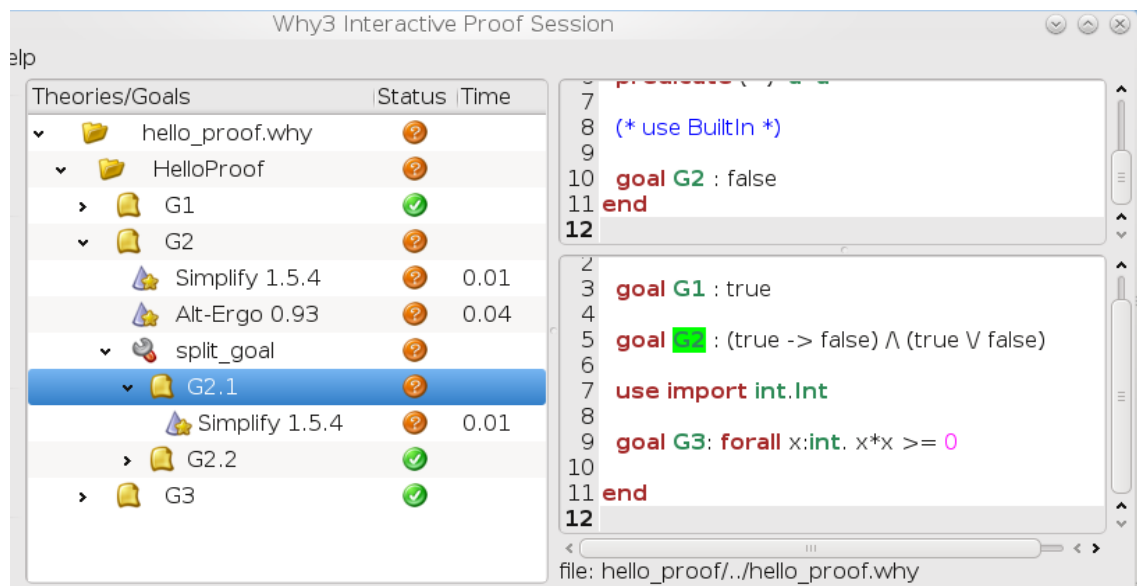 Why3 Interactive Proof Session
elp
Theories/Goals Status Time
hello_proof.why
HelloProof
G1
G2
Simplify 1.5.4 0.01
Alt-Ergo 0.93 0.04
split_goal
G2.1
Simplify 1.5.4 0.01
G2.2
G3
7
8 (* use BuiltIn *)
9
10 goal G2 : false
11 end
12
2
3 goal G1 : true
4
5 goal G2 : (true -> false) /\ (true \/ false)
6
7 use import int.Int
8
9 goal G3: forall x:int. x*x >= 0
10
11 end
12
file: hello_proof/../hello_proof.why